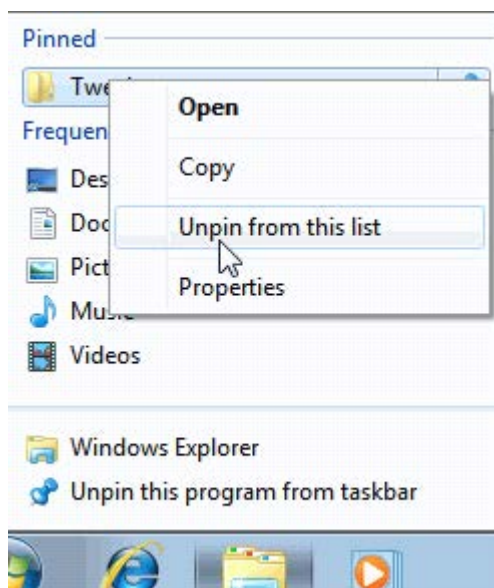 Pinned
Open
Copy
Unpin from this list
Properties
Videos
Windows Explorer
Unpin this program from taskbar